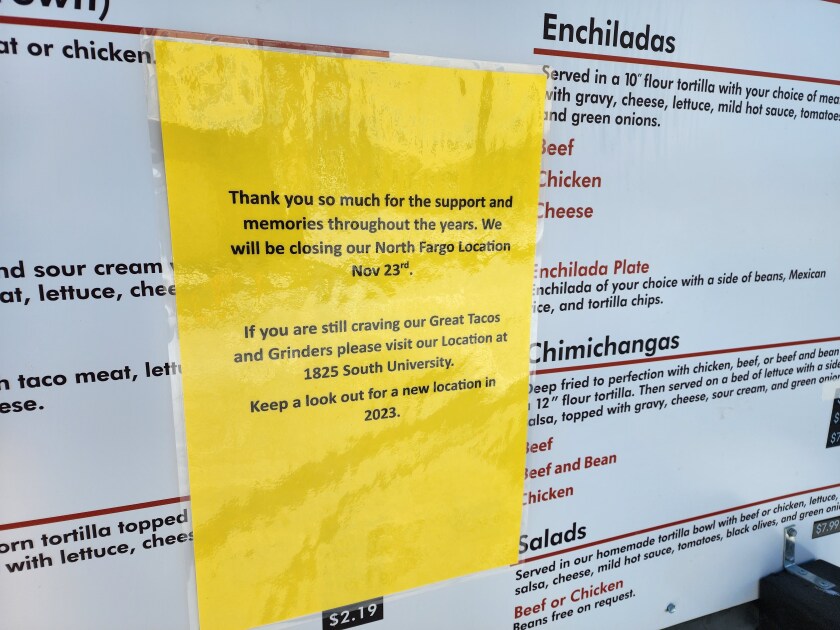 at or chicken.
nd sour cream
at, lettuce, chee
n taco meat, lett
ese.
orn tortilla topped
with lettuce, chees
$2.19
Thank you so much for the support and
memories throughout the years. We
will be closing our North Fargo Location
Nov 23rd.
If you are still craving our Great Tacos
and Grinders please visit our Location at
1825 South University.
Keep a look out for a new location in
2023.
Enchiladas
Served in a 10" flour tortilla with your choice of mea
with gravy, cheese, lettuce, mild hot sauce, tomatoes
and green onions.
Beef
Chicken
Cheese
Enchilada Plate
Enchilada of your choice with a side of beans, Mexican
rice, and tortilla chips.
Chimichangas
Deep fried to perfection with chicken, beef, or beef and bean
12" flour tortilla. Then served on a bed of lettuce with a side
salsa, topped with gravy, cheese, sour cream, and green onion
Beef
Beef and Bean
Chicken
Salads
Served in our homemade tortilla bowl with beef or chicken, lettuce,
salsa, cheese, mild hot sauce, tomatoes, black olives, and green oni
$7.99
Beef or Chicken
Beans free on request.